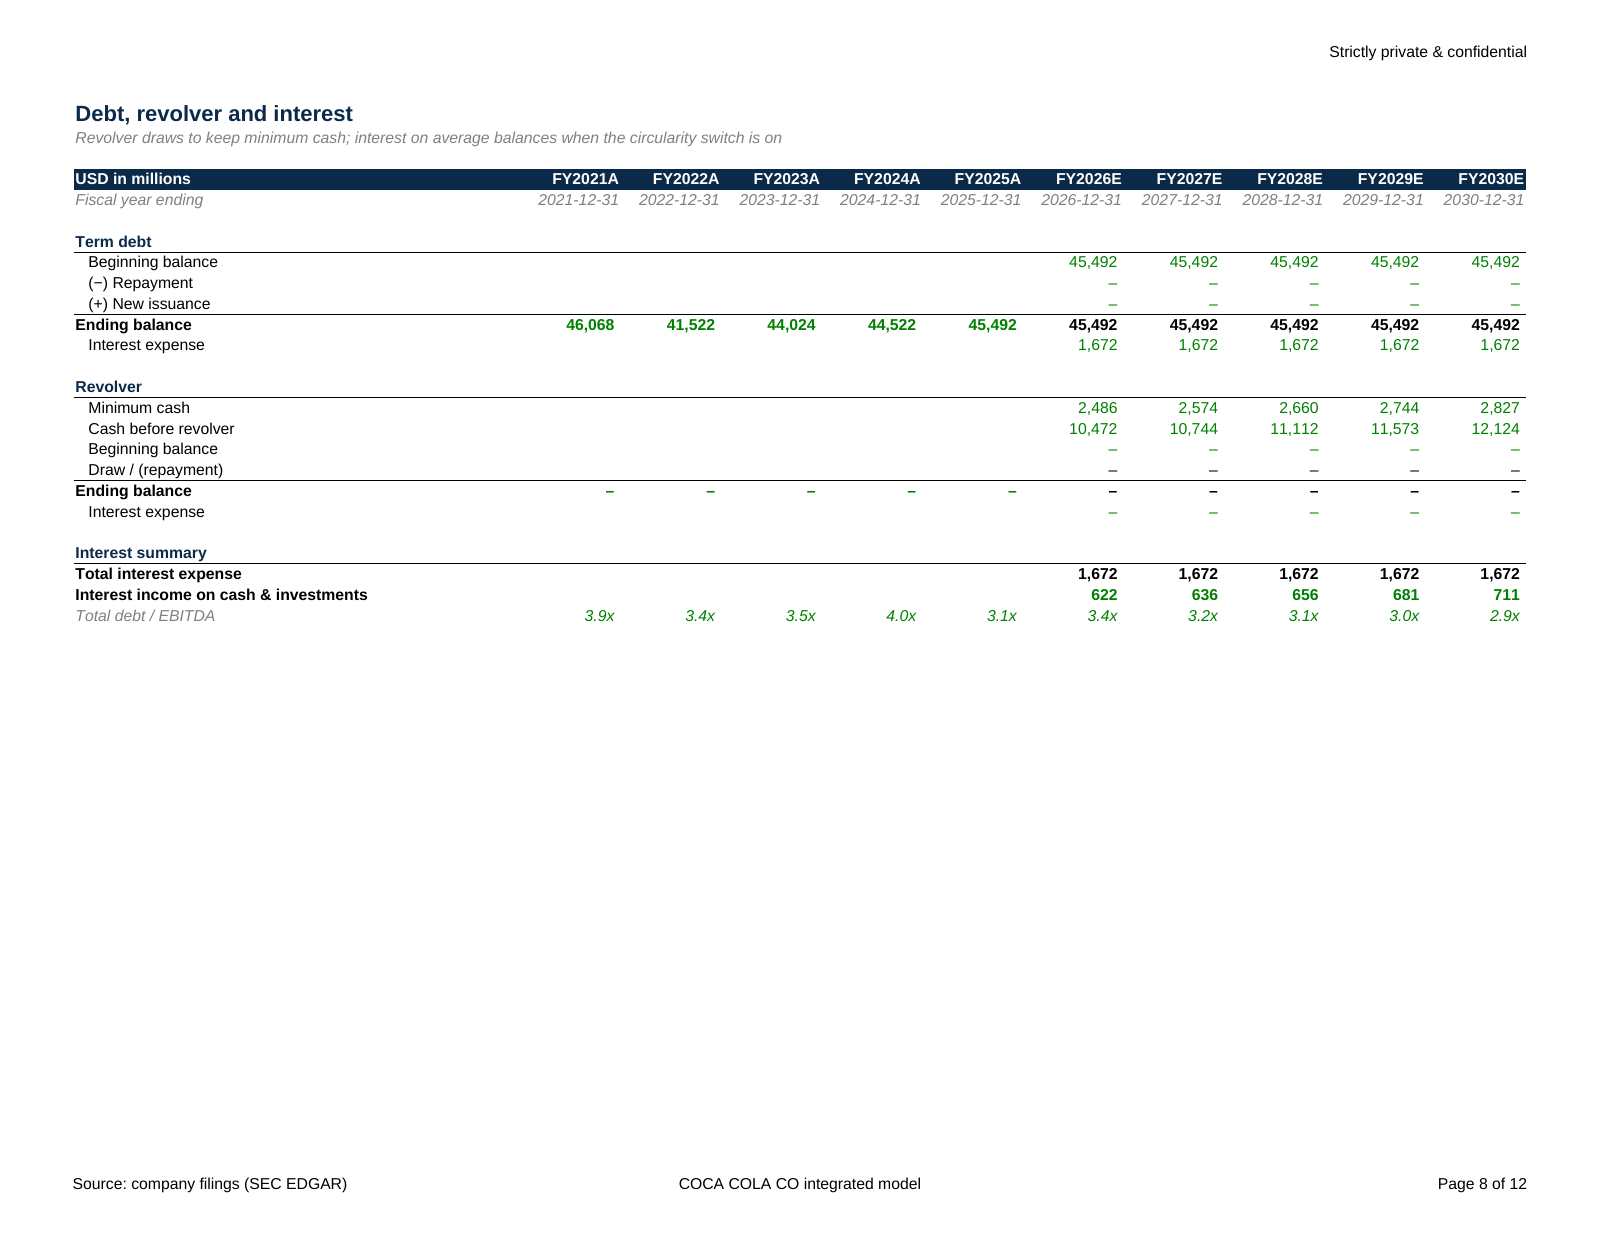 Strictly private & confidential
Debt, revolver and interest
Revolver draws to keep minimum cash; interest on average balances when the circularity switch is on
USD in millions FY2021A FY2022A FY2023A FY2024A FY2025A FY2026E FY2027E FY2028E FY2029E FY2030E
Fiscal year ending 2021-12-31 2022-12-31 2023-12-31 2024-12-31 2025-12-31 2026-12-31 2027-12-31 2028-12-31 2029-12-31 2030-12-31
Term debt
Beginning balance 45,492 45,492 45,492 45,492 45,492
(−) Repayment – – – – –
(+) New issuance – – – – –
Ending balance 46,068 41,522 44,024 44,522 45,492 45,492 45,492 45,492 45,492 45,492
Interest expense 1,672 1,672 1,672 1,672 1,672
Revolver
Minimum cash 2,486 2,574 2,660 2,744 2,827
Cash before revolver 10,472 10,744 11,112 11,573 12,124
Beginning balance – – – – –
Draw / (repayment) – – – – –
Ending balance – – – – – – – – – –
Interest expense – – – – –
Interest summary
Total interest expense 1,672 1,672 1,672 1,672 1,672
Interest income on cash & investments 622 636 656 681 711
Total debt / EBITDA 3.9x 3.4x 3.5x 4.0x 3.1x 3.4x 3.2x 3.1x 3.0x 2.9x
Source: company filings (SEC EDGAR) COCA COLA CO integrated model Page 8 of 12